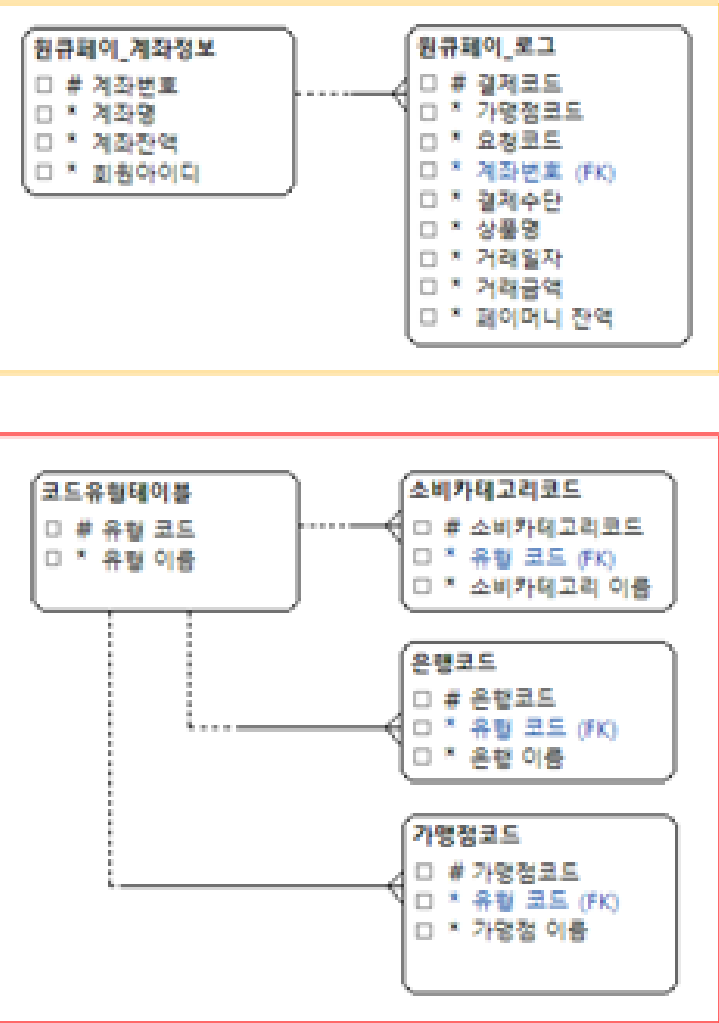 원큐페이_계좌정보
# 계좌번호
* 계좌명
* 계좌잔액
* 회원아이디
원큐페이_로그
# 결제코드
* 가맹점코드
* 요청코드
* 계좌번호 (FK)
* 결제수단
* 상품명
* 거래일자
* 거래금액
* 페이머니 잔액
코드유형테이블
# 유형 코드
* 유형 이름
소비카테고리코드
# 소비카테고리코드
* 유형 코드 (FK)
* 소비카테고리 이름
은행코드
# 은행코드
* 유형 코드 (FK)
* 은행 이름
가맹점코드
# 가맹점코드
* 유형 코드 (FK)
* 가맹점 이름